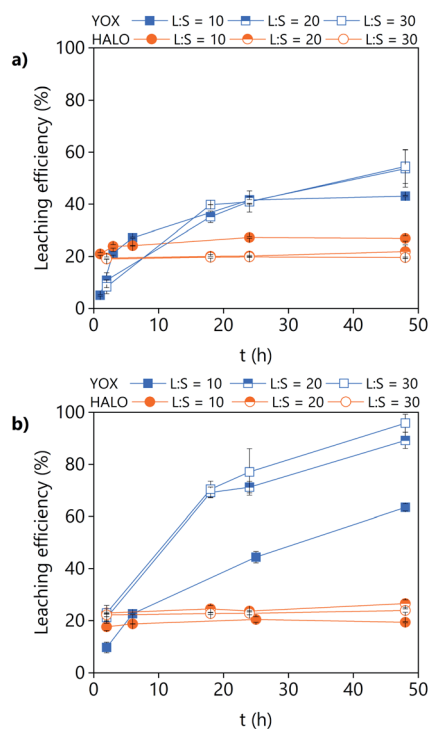 YOX L:S = 10 L:S = 20 L:S = 30
HALO L:S = 10 L:S = 20 L:S = 30
a)
100
80
60
40
20
0
Leaching efficiency (%)
0 10 20 30 40 50
t (h)
YOX L:S = 10 L:S = 20 L:S = 30
HALO L:S = 10 L:S = 20 L:S = 30
b)
100
80
60
40
20
0
Leaching efficiency (%)
0 10 20 30 40 50
t (h)